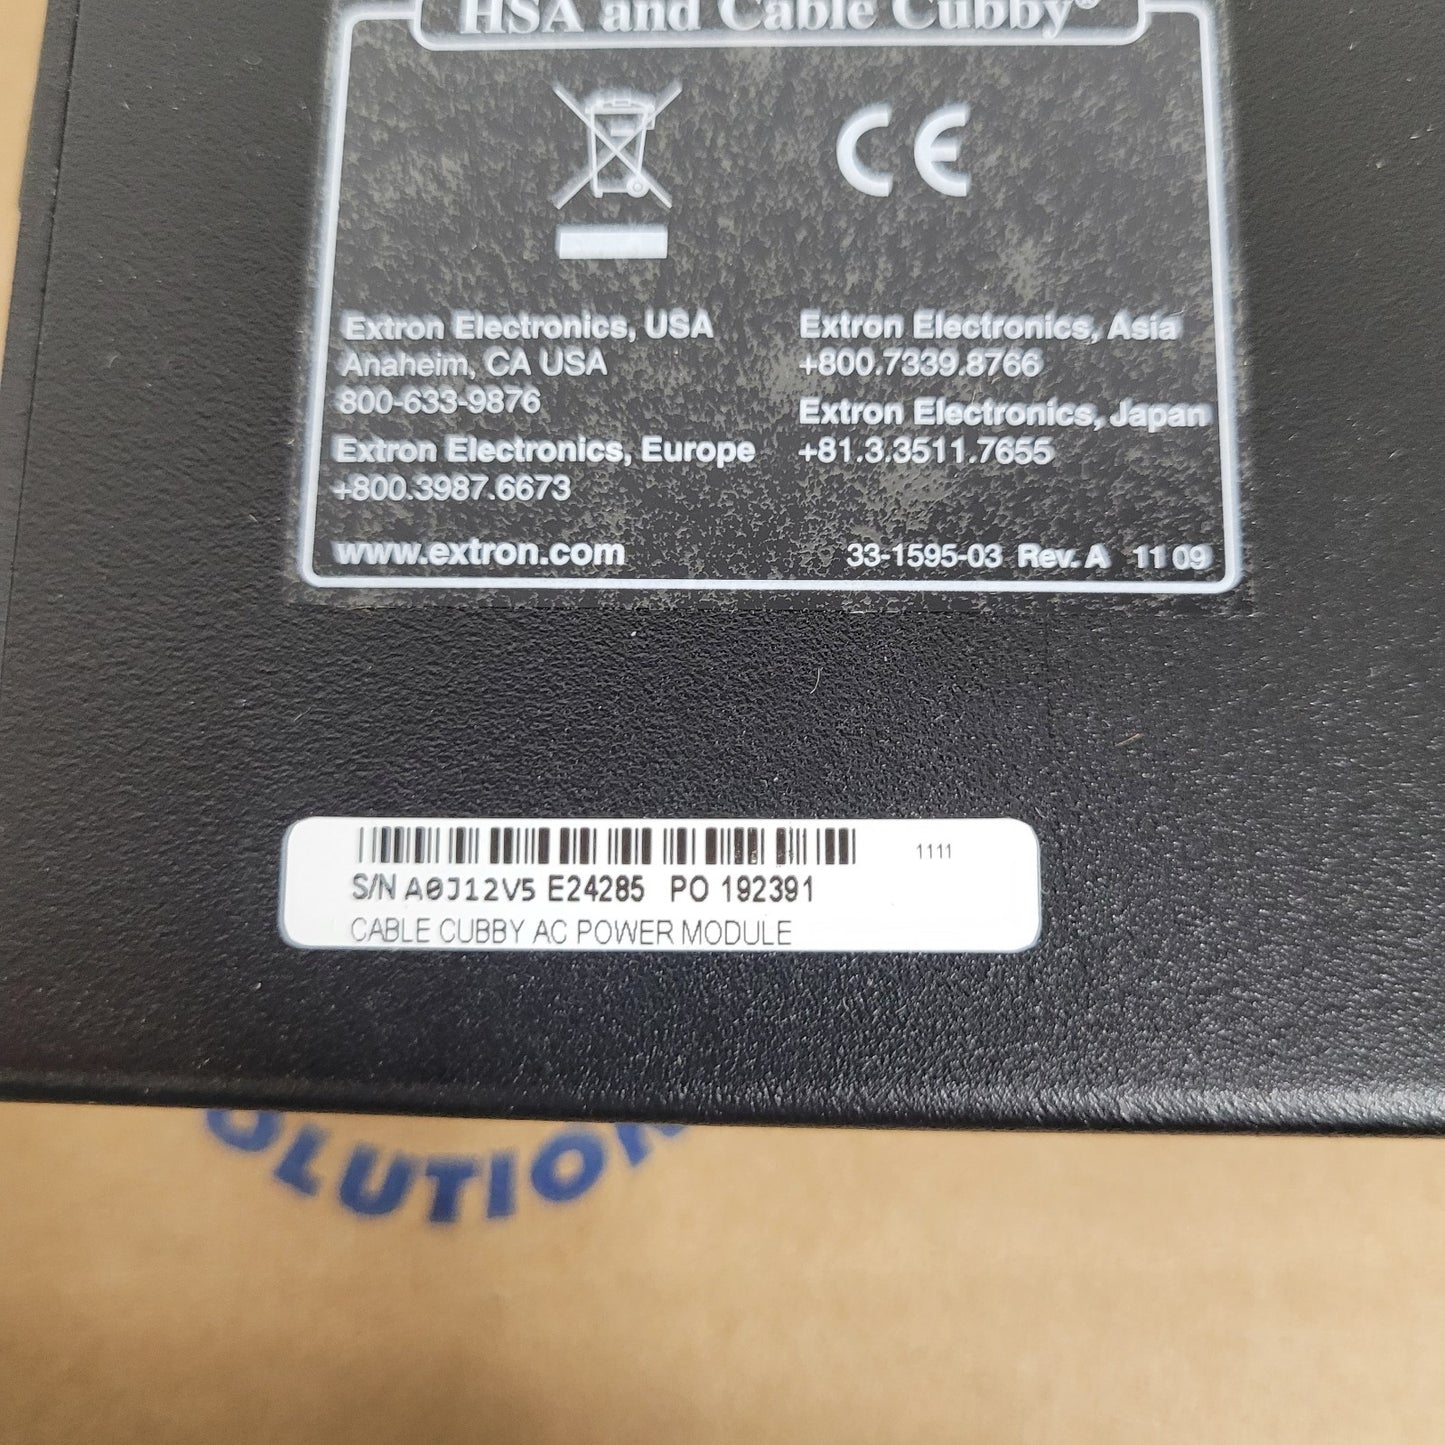 HSA and Cable Cubby®
CE
Extron Electronics, USA
Anaheim, CA USA
800-633-9876
Extron Electronics, Europe
+800.3987.6673
www.extron.com
Extron Electronics, Asia
+800.7339.8766
Extron Electronics, Japan
+81.3.3511.7655
33-1595-03 Rev. A 11 09
1111
S/N A0J12V5 E24285 PO 192391
CABLE CUBBY AC POWER MODULE
OLUTION